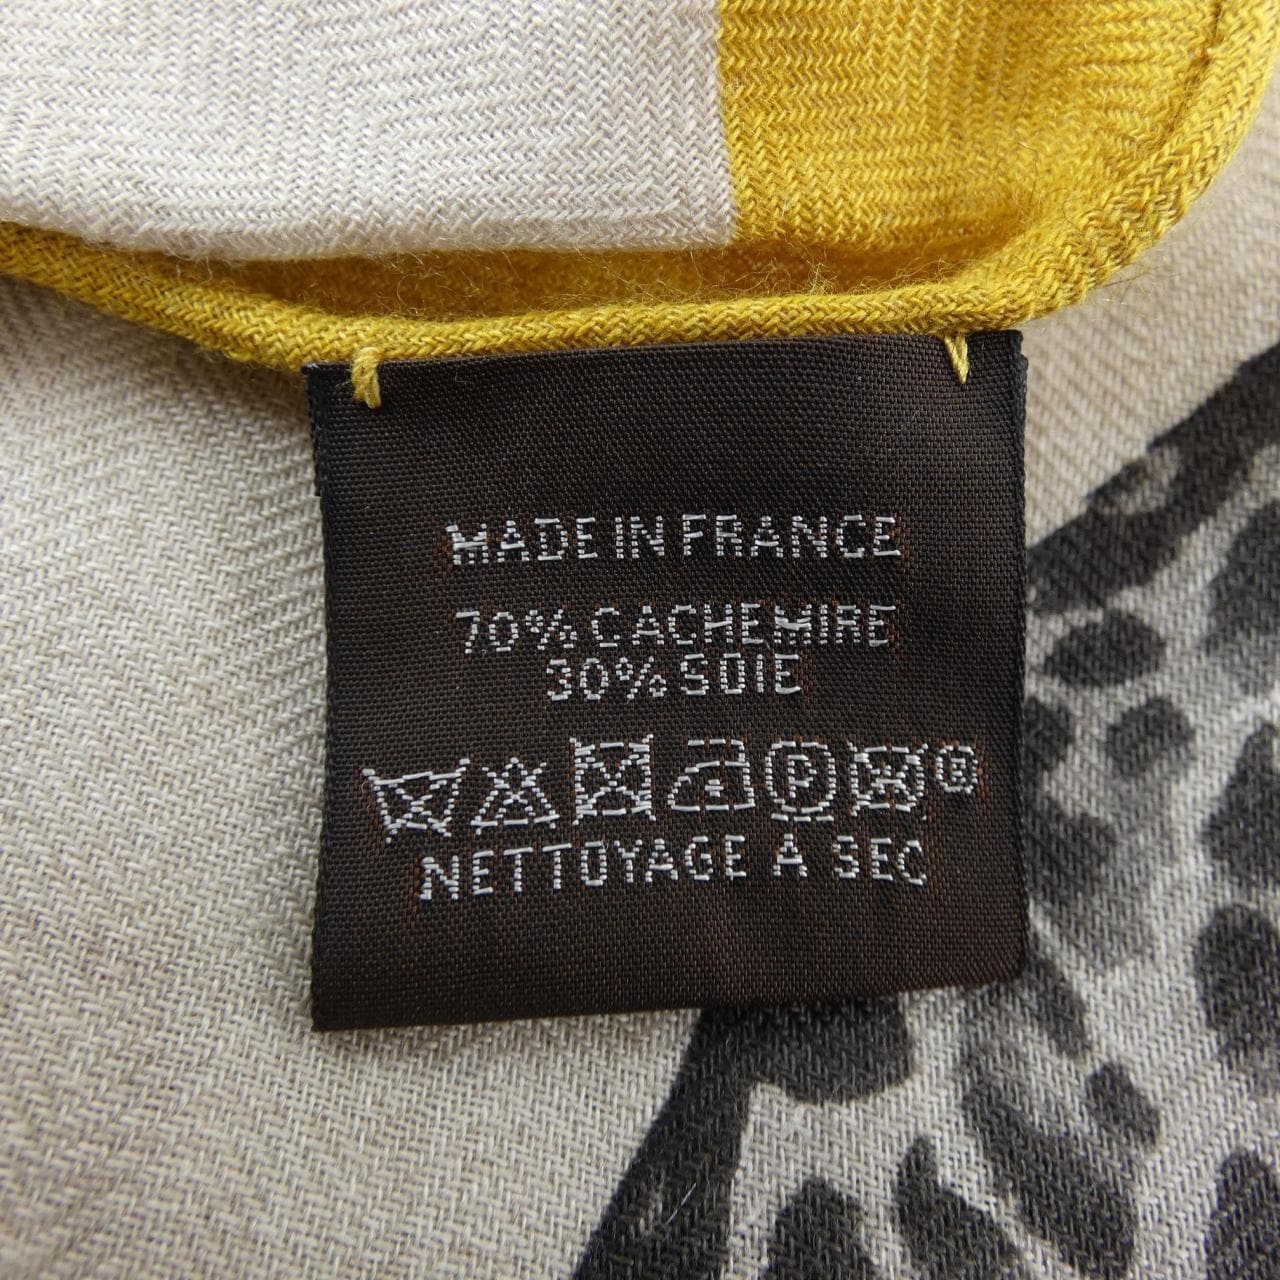 MADE IN FRANCE
70% CACHEMIRE
30% SOIE
P ®
NETTOYAGE A SEC